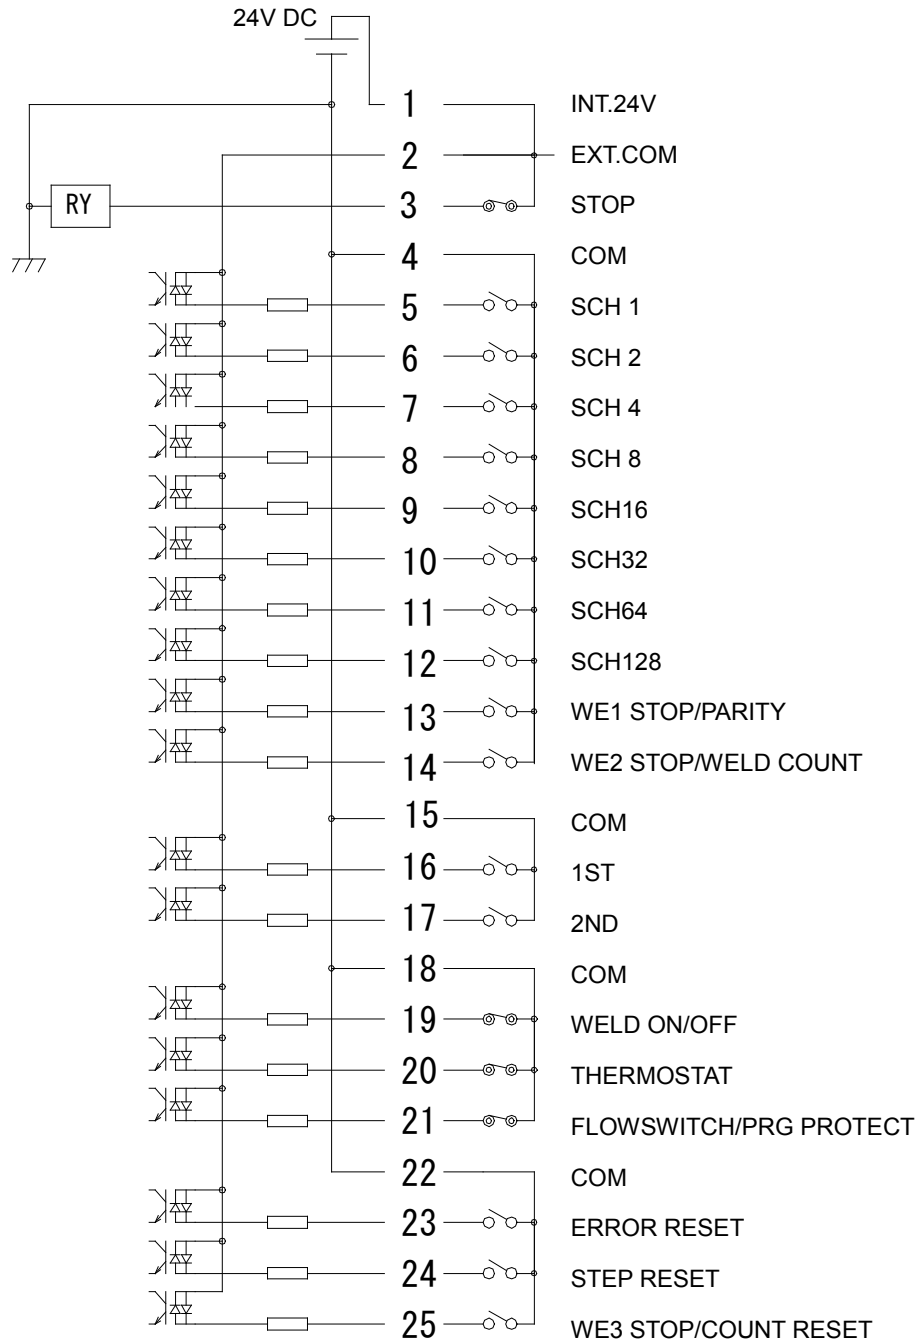 24V DC
1 INT.24V
2 EXT.COM
RY 3 STOP
4 COM
5 SCH 1
6 SCH 2
7 SCH 4
8 SCH 8
9 SCH16
10 SCH32
11 SCH64
12 SCH128
13 WE1 STOP/PARITY
14 WE2 STOP/WELD COUNT
15 COM
16 1ST
17 2ND
18 COM
19 WELD ON/OFF
20 THERMOSTAT
21 FLOWSWITCH/PRG PROTECT
22 COM
23 ERROR RESET
24 STEP RESET
25 WE3 STOP/COUNT RESET